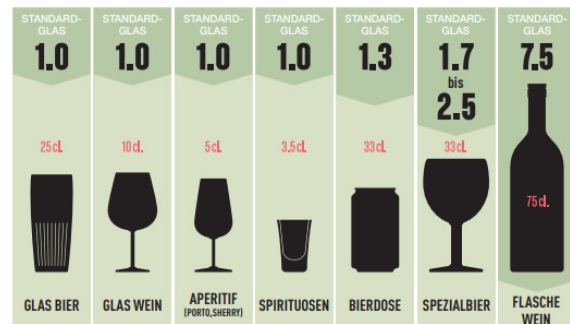 STANDARD-
GLAS
1.0
25cl.
GLAS BIER
STANDARD-
GLAS
1.0
10cl.
GLAS WEIN
STANDARD-
GLAS
1.0
5cl.
APERITIF
(PORTO,SHERRY)
STANDARD-
GLAS
1.0
3.5cl.
SPIRITUOSEN
STANDARD-
GLAS
1.3
33cl.
BIERDOSE
STANDARD-
GLAS
1.7
bis
2.5
33cl.
SPEZIALBIER
STANDARD-
GLAS
7.5
75cl.
FLASCHE
WEIN